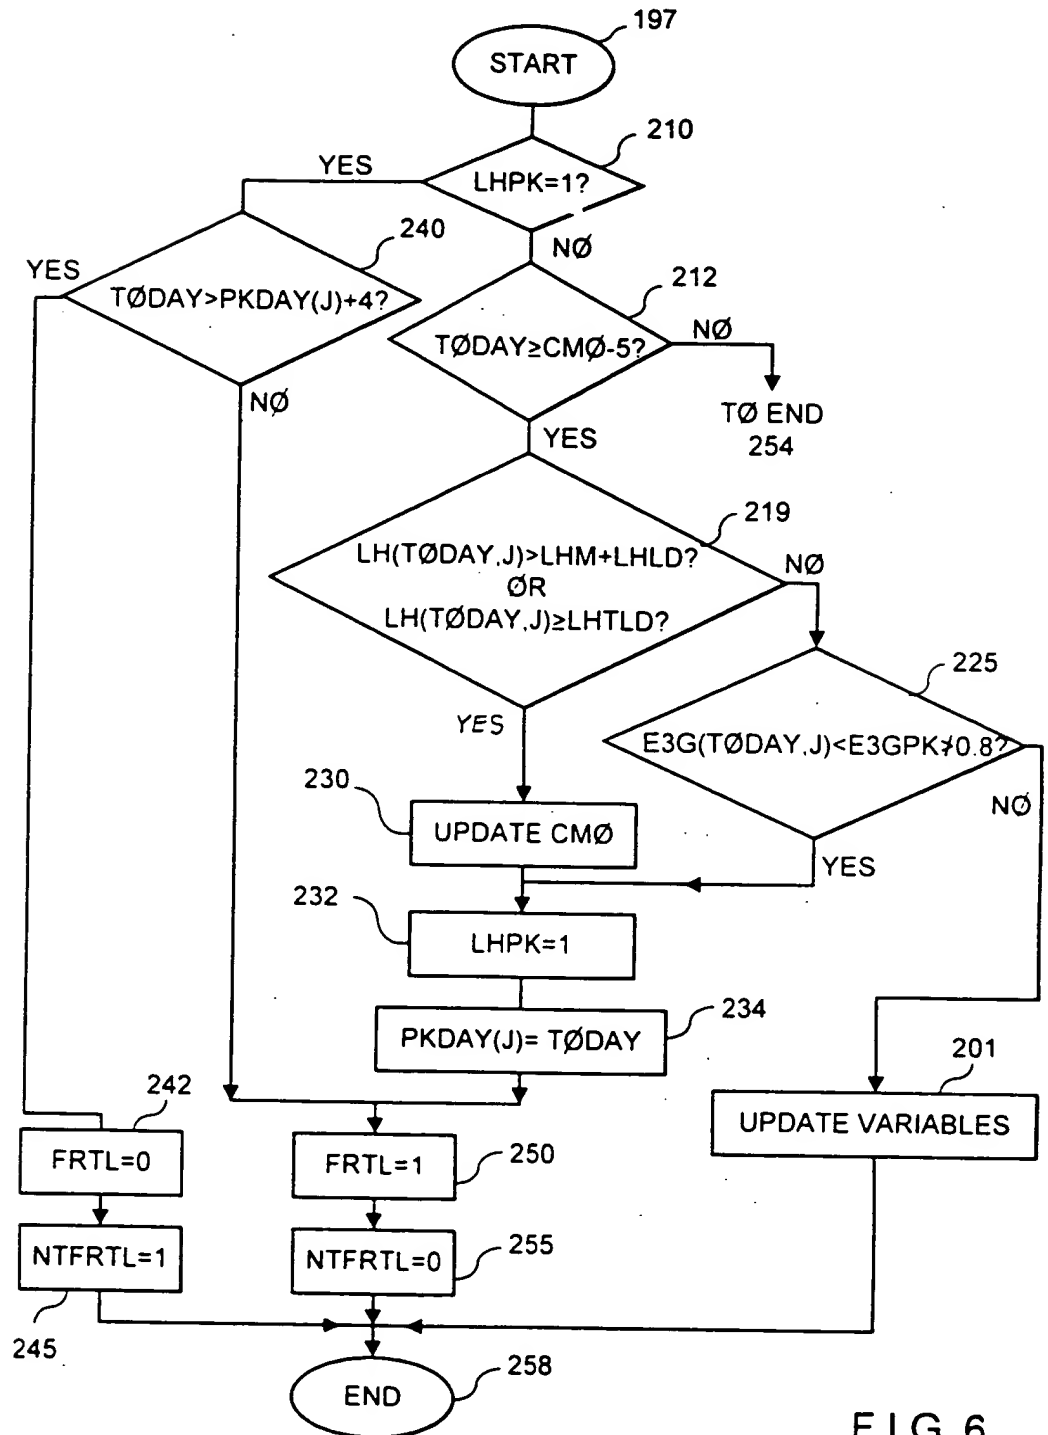 197
START
210
YES
LHPK=1?
240
NØ
YES
212
TØDAY>PKDAY(J)+4?
NØ
TØDAY≥CMØ-5?
NØ
TØ END
254
YES
219
LH(TØDAY,J)>LHM+LHLD?
ØR
LH(TØDAY,J)≥LHTLD?
NØ
225
YES
E3G(TØDAY,J)<E3GPK*0.8?
230
NØ
UPDATE CMØ
YES
232
LHPK=1
234
PKDAY(J)= TØDAY
201
242
UPDATE VARIABLES
FRTL=0
FRTL=1
250
NTFRTL=1
NTFRTL=0
255
245
258
END
FIG. 6